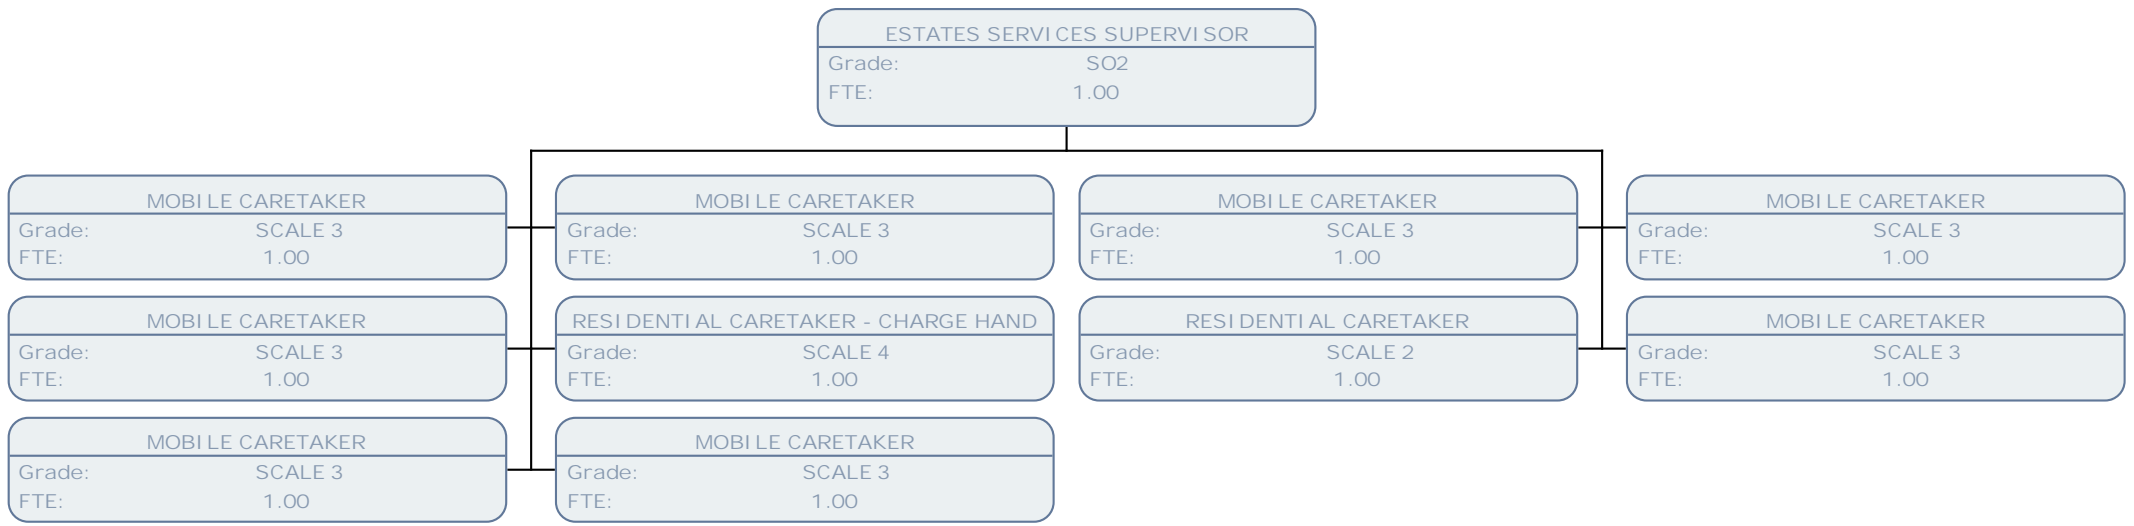 ESTATES SERVICES SUPERVISOR
Grade: SO2
FTE: 1.00
MOBILE CARETAKER
Grade: SCALE 3
FTE: 1.00
MOBILE CARETAKER
Grade: SCALE 3
FTE: 1.00
MOBILE CARETAKER
Grade: SCALE 3
FTE: 1.00
MOBILE CARETAKER
Grade: SCALE 3
FTE: 1.00
MOBILE CARETAKER
Grade: SCALE 3
FTE: 1.00
RESIDENTIAL CARETAKER - CHARGE HAND
Grade: SCALE 4
FTE: 1.00
RESIDENTIAL CARETAKER
Grade: SCALE 2
FTE: 1.00
MOBILE CARETAKER
Grade: SCALE 3
FTE: 1.00
MOBILE CARETAKER
Grade: SCALE 3
FTE: 1.00
MOBILE CARETAKER
Grade: SCALE 3
FTE: 1.00